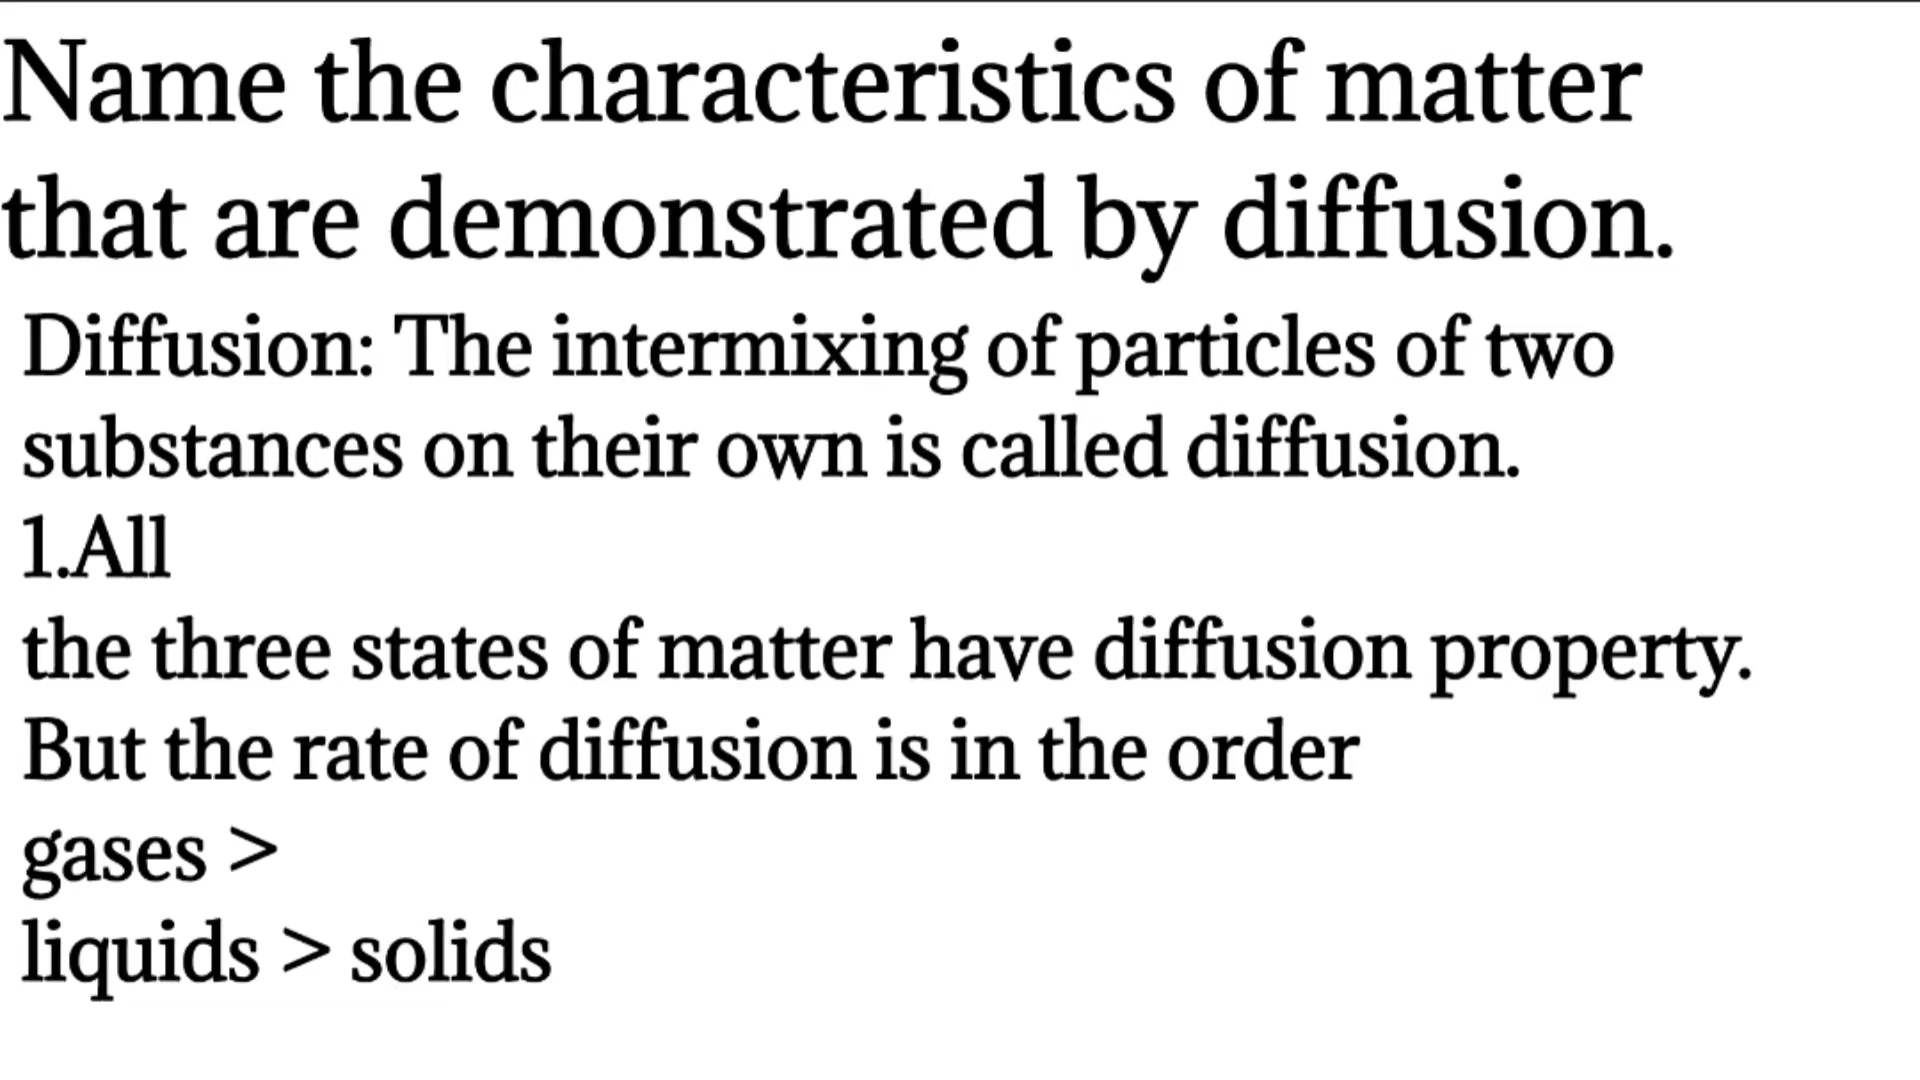 Name the characteristics of matter
that are demonstrated by diffusion.
Diffusion: The intermixing of particles of two
substances on their own is called diffusion.
1.All
the three states of matter have diffusion property.
But the rate of diffusion is in the order
gases >
liquids > solids